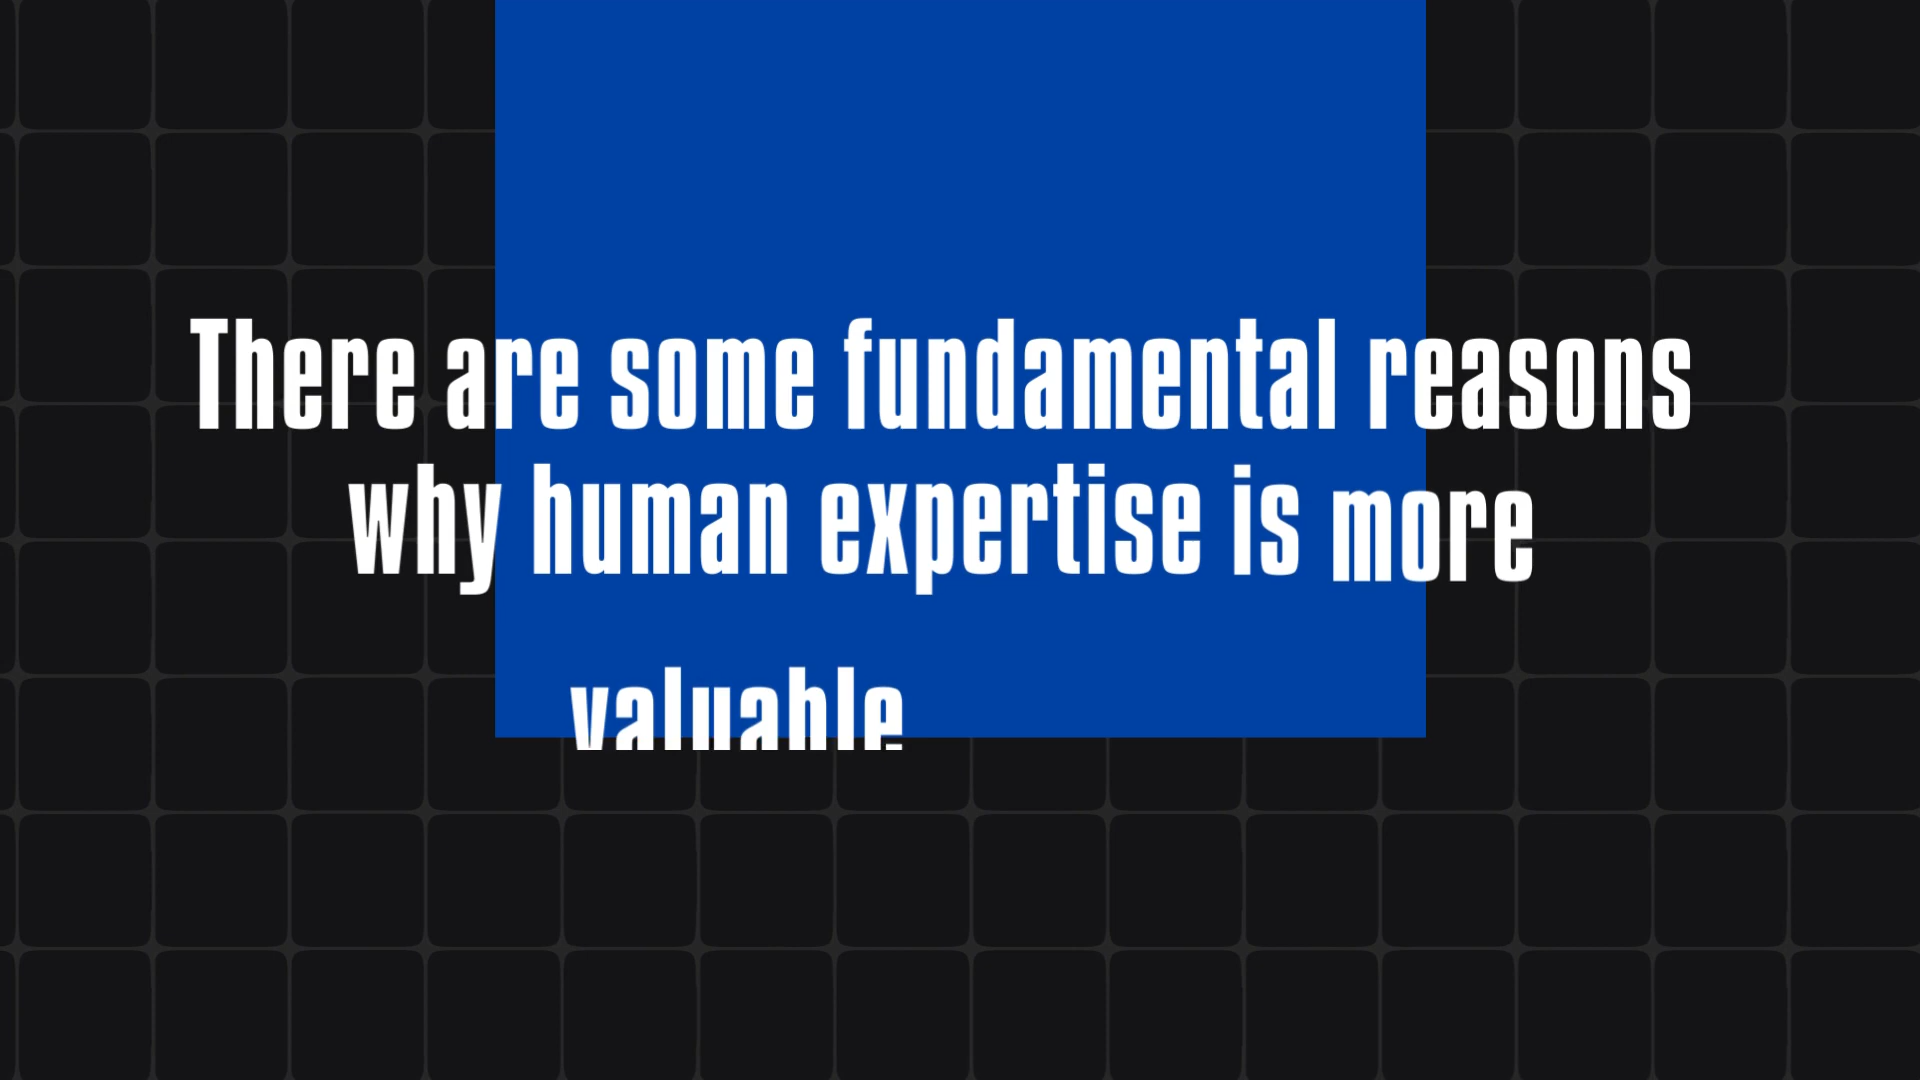 There are some fundamental reasons
why human expertise is more
valuable